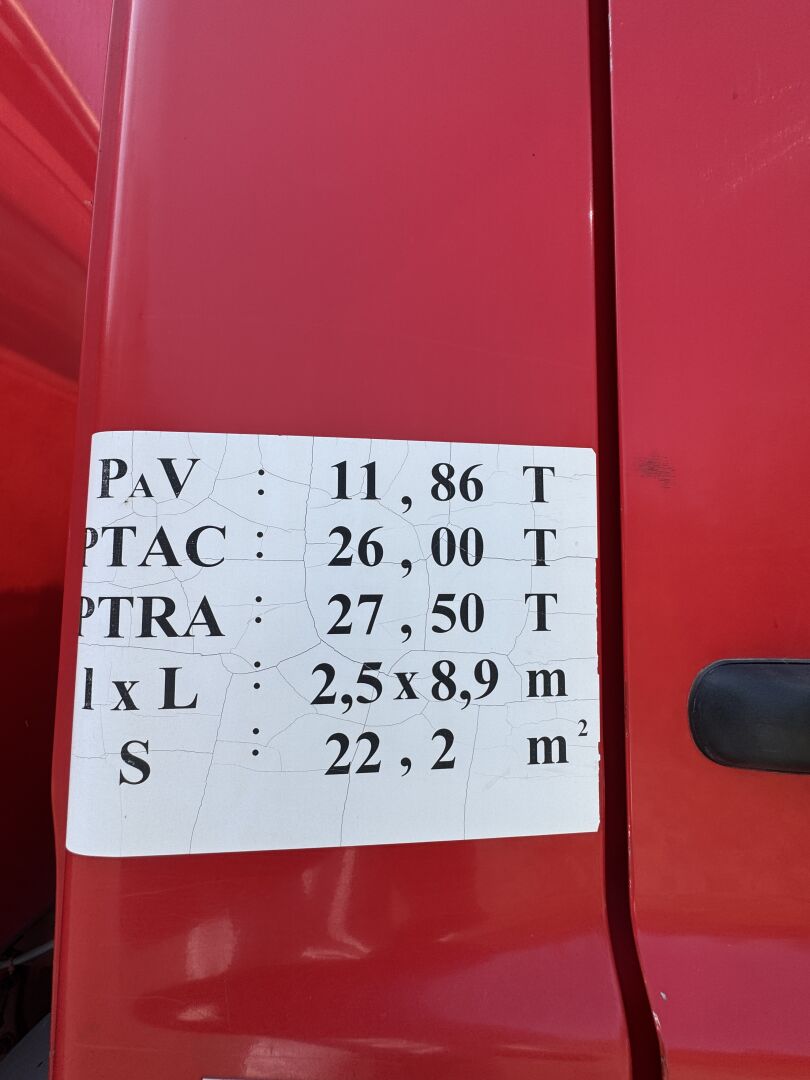 PAV : 11,86 T
PTAC : 26,00 T
PTRA : 27,50 T
l x L : 2,5 x 8,9 m
S : 22,2 m²